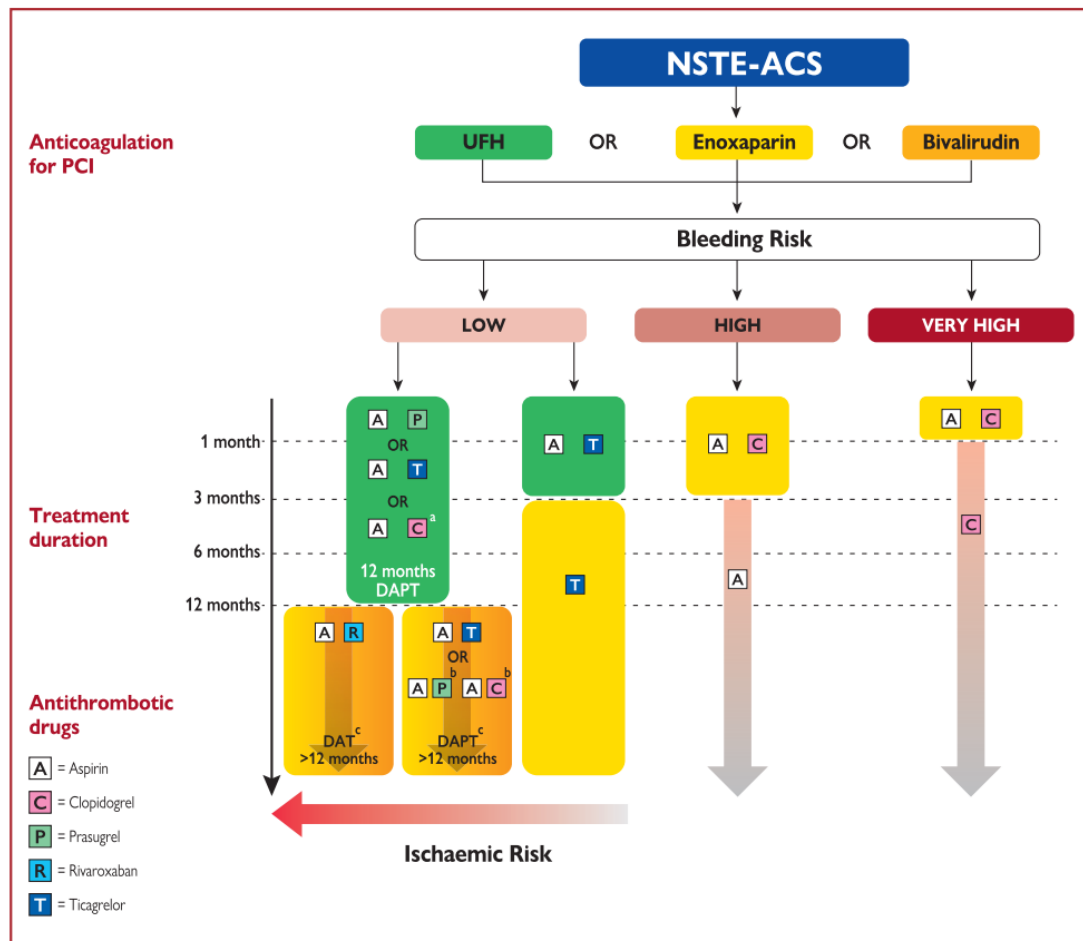 NSTE-ACS
Anticoagulation
for PCI
UFH OR Enoxaparin OR Bivalirudin
Bleeding Risk
LOW HIGH VERY HIGH
A P
OR
A T
OR
A C a
12 months
DAPT
A T
T
A C
A
A C
C
1 month
3 months
6 months
12 months
Treatment
duration
A R
DAT c
>12 months
A T
OR
A P b A C b
DAPT c
>12 months
Ischaemic Risk
Antithrombotic
drugs
A = Aspirin
C = Clopidogrel
P = Prasugrel
R = Rivaroxaban
T = Ticagrelor